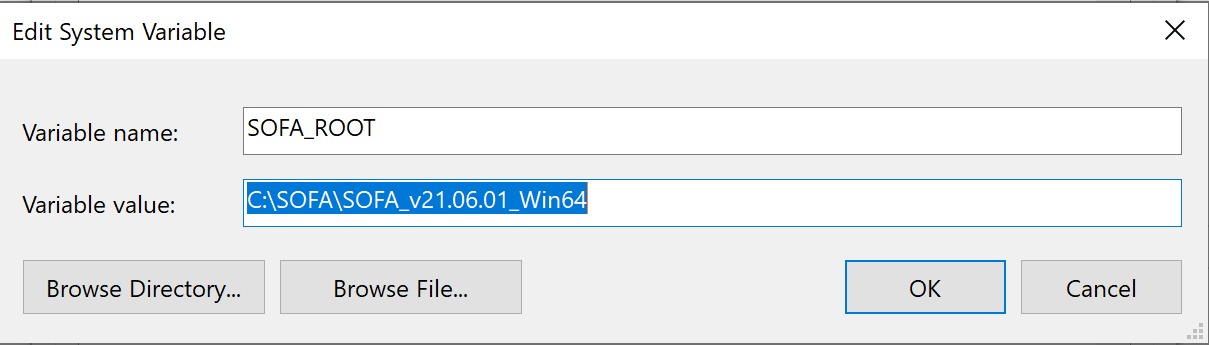 Edit System Variable
Variable name:
SOFA_ROOT
Variable value:
C:\SOFA\SOFA_v21.06.01_Win64
Browse Directory...
Browse File...
OK
Cancel